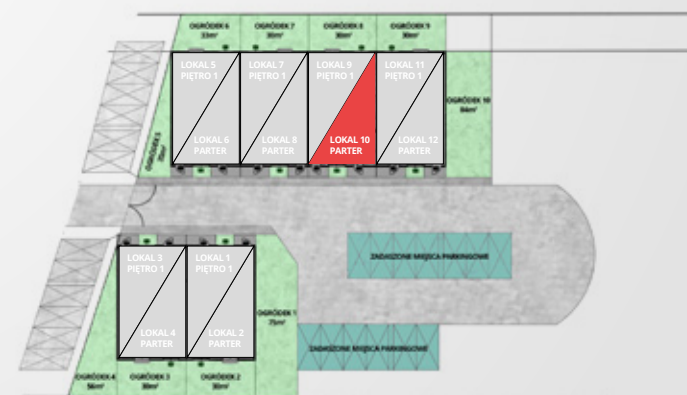 OGRÓDEK 6
33m²
OGRÓDEK 7
30m²
OGRÓDEK 8
30m²
OGRÓDEK 9
30m²
LOKAL 5
PIĘTRO 1
LOKAL 7
PIĘTRO 1
LOKAL 9
PIĘTRO 1
LOKAL 11
PIĘTRO 1
OGRÓDEK 10
84m²
LOKAL 6
PARTER
LOKAL 8
PARTER
LOKAL 10
PARTER
LOKAL 12
PARTER
OGRÓDEK 5
LOKAL 3
PIĘTRO 1
LOKAL 1
PIĘTRO 1
ZADASZONE MIEJSCA PARKINGOWE
OGRÓDEK 1
75m²
LOKAL 4
PARTER
LOKAL 2
PARTER
ZADASZONE MIEJSCA PARKINGOWE
OGRÓDEK 4
56m²
OGRÓDEK 3
30m²
OGRÓDEK 2
30m²